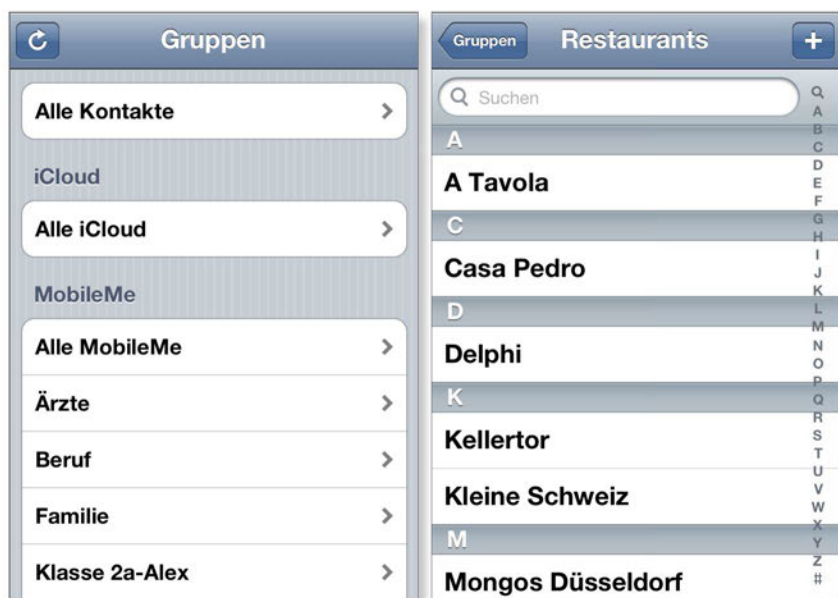 Gruppen
Alle Kontakte
iCloud
Alle iCloud
MobileMe
Alle MobileMe
Ärzte
Beruf
Familie
Klasse 2a-Alex
Gruppen
Restaurants
+
Suchen
A
A Tavola
C
Casa Pedro
D
Delphi
K
Kellertor
Kleine Schweiz
M
Mongos Düsseldorf
A
B
C
D
E
F
G
H
I
J
K
L
M
N
O
P
Q
R
S
T
U
V
W
X
Y
Z
#